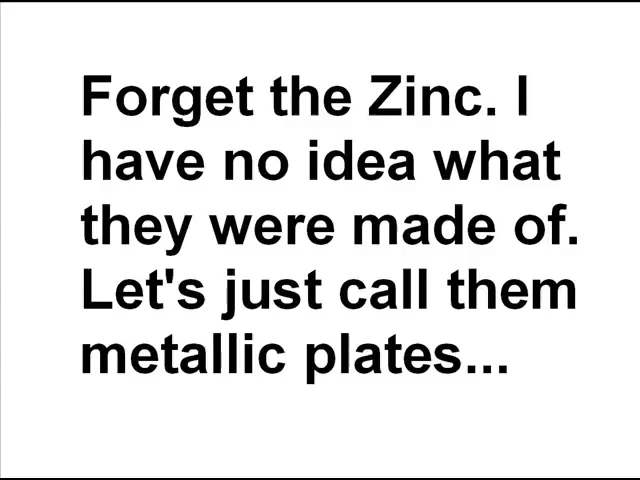 Forget the Zinc. I
have no idea what
they were made of.
Let's just call them
metallic plates...